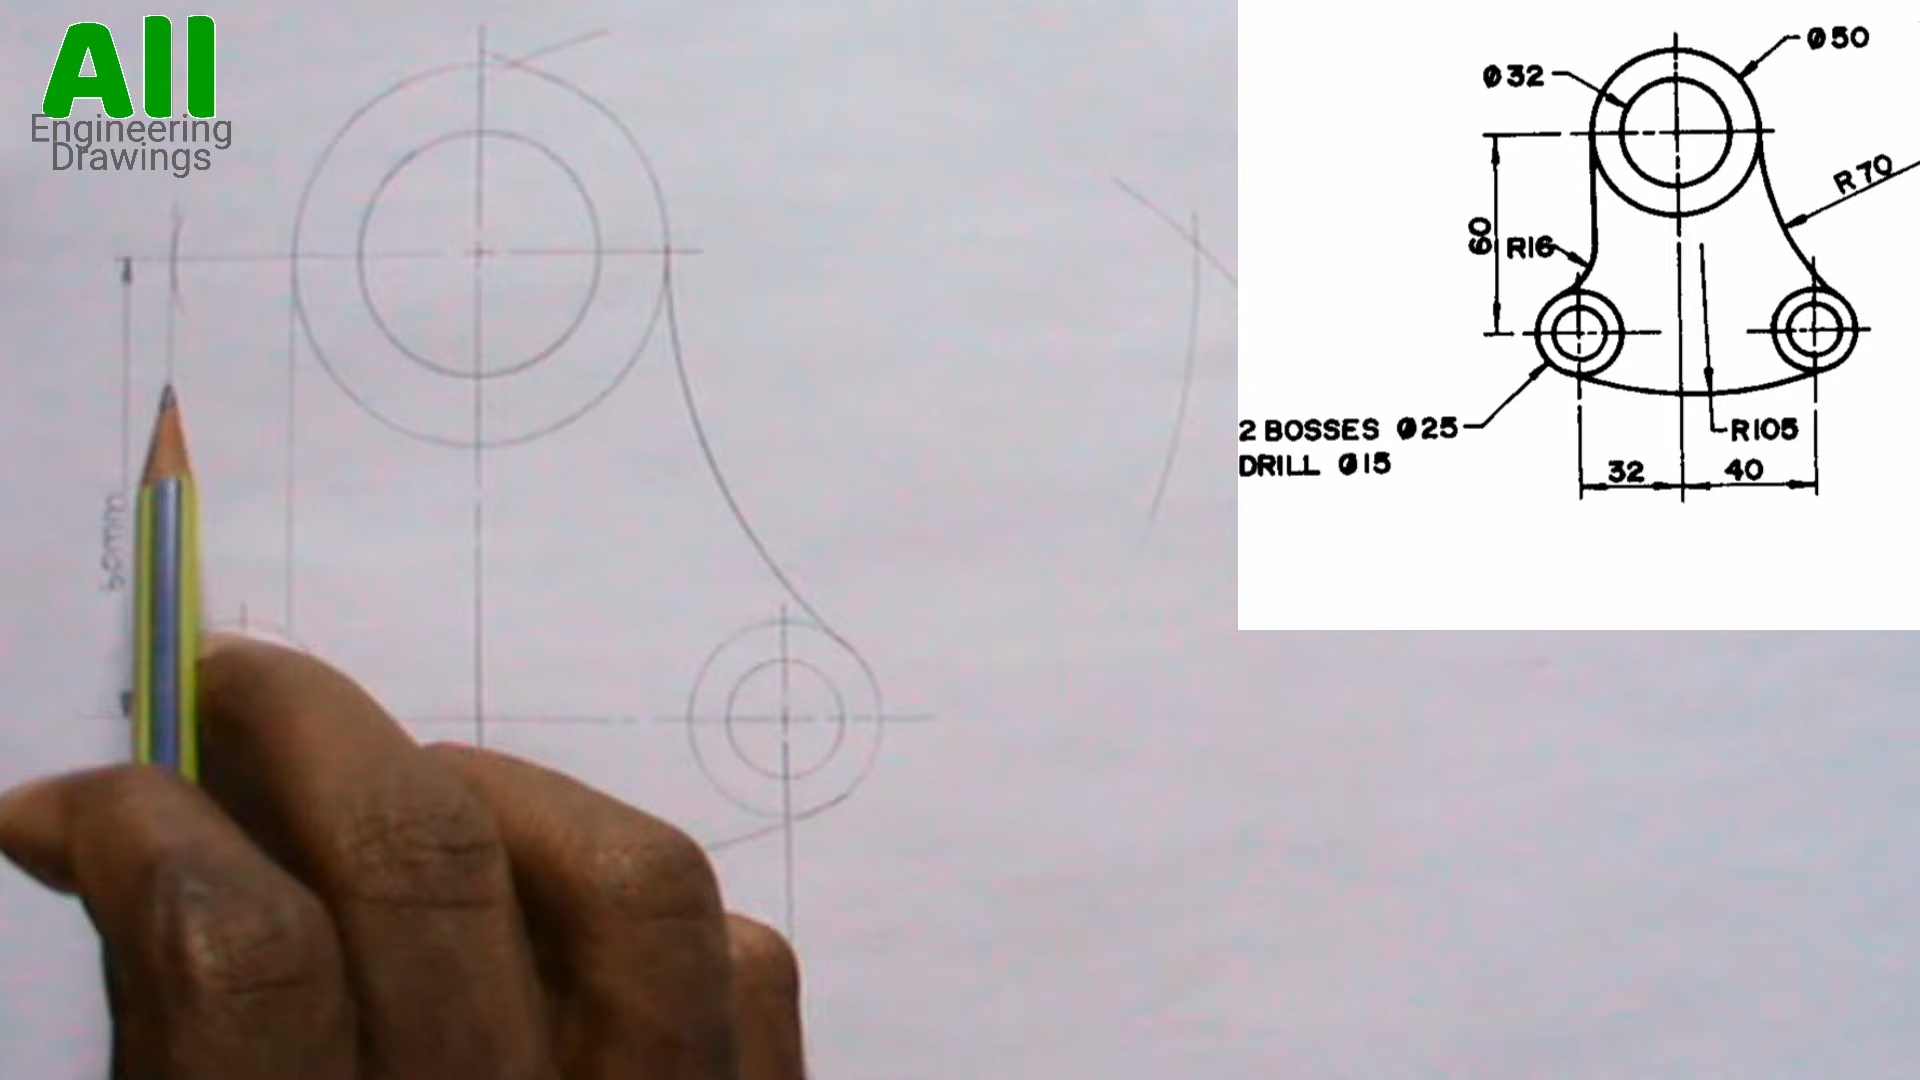 All
Engineering
Drawings
60mm
Ø50
Ø32
R70
60
R16
2 BOSSES Ø25
DRILL Ø15
R105
32
40